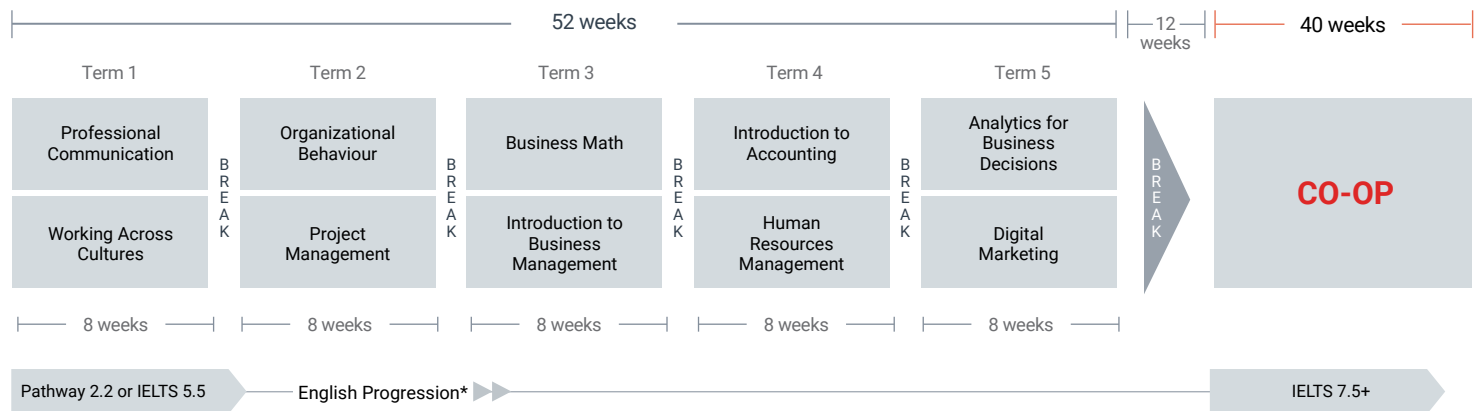 52 weeks
12
weeks
40 weeks
Term 1
Term 2
Term 3
Term 4
Term 5
Professional
Communication
Working Across
Cultures
BREAK
Organizational
Behaviour
Project
Management
BREAK
Business Math
Introduction to
Business
Management
BREAK
Introduction to
Accounting
Human
Resources
Management
BREAK
Analytics for
Business
Decisions
Digital
Marketing
BREAK
CO-OP
8 weeks
8 weeks
8 weeks
8 weeks
8 weeks
Pathway 2.2 or IELTS 5.5
English Progression*
IELTS 7.5+